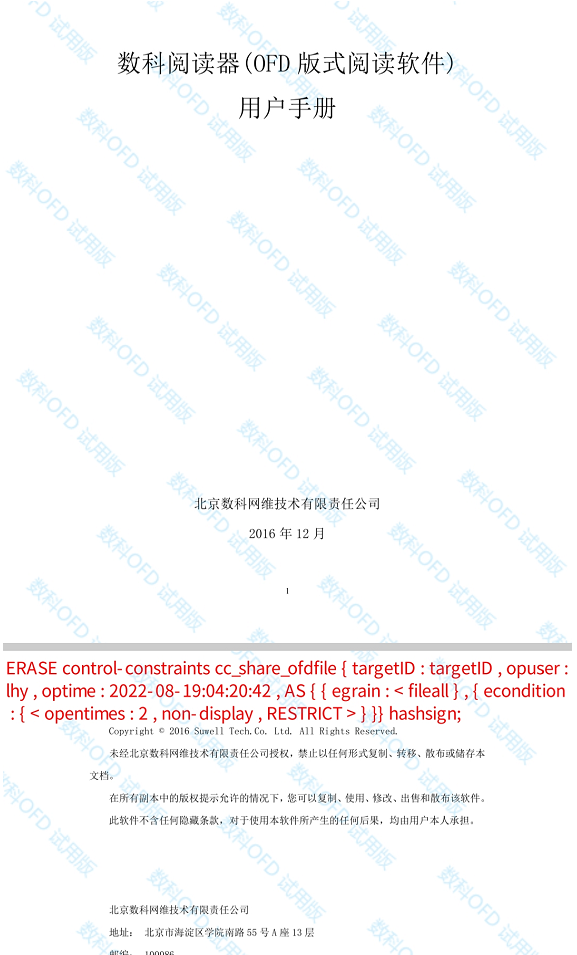 数科阅读器(OFD 版式阅读软件)
用户手册
北京数科网维技术有限责任公司
2016 年 12 月
1
ERASE control-constraints cc_share_ofdfile { targetID : targetID , opuser :
lhy , optime : 2022-08-19:04:20:42 , AS { { egrain : < fileall } , { econdition
: { < opentimes : 2 , non-display , RESTRICT > } }} hashsign;
Copyright © 2016 Suwell Tech.Co. Ltd. All Rights Reserved.
未经北京数科网维技术有限责任公司授权，禁止以任何形式复制、转移、散布或储存本
文档。
在所有副本中的版权提示允许的情况下，您可以复制、使用、修改、出售和散布该软件。
此软件不含任何隐藏条款，对于使用本软件所产生的任何后果，均由用户本人承担。
北京数科网维技术有限责任公司
地址： 北京市海淀区学院南路 55 号 A 座 13 层
邮编： 100086
数科OFD 试用版